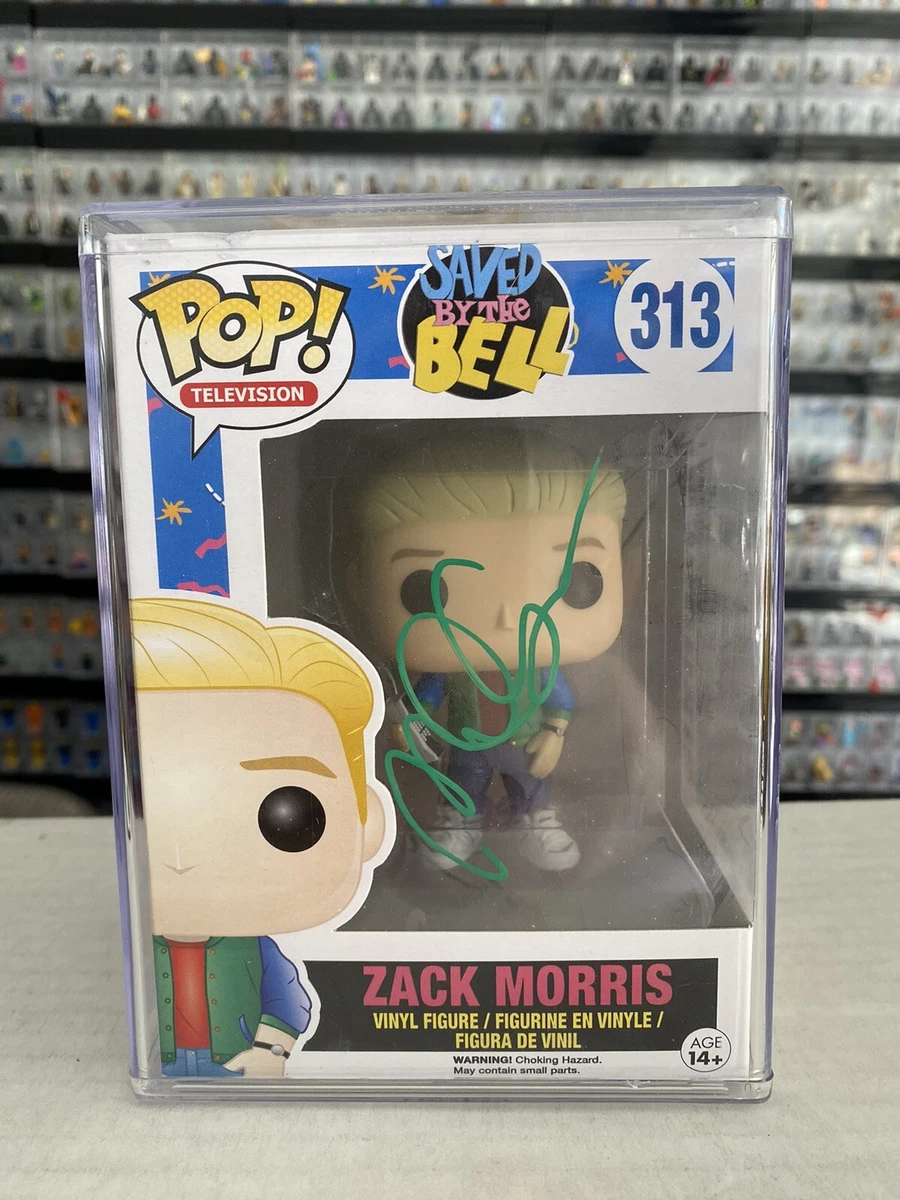 POP!
TELEVISION
SAVED
BY THE
BELL
313
ZACK MORRIS
VINYL FIGURE / FIGURINE EN VINYLE /
FIGURA DE VINIL
WARNING! Choking Hazard.
May contain small parts.
AGE
14+